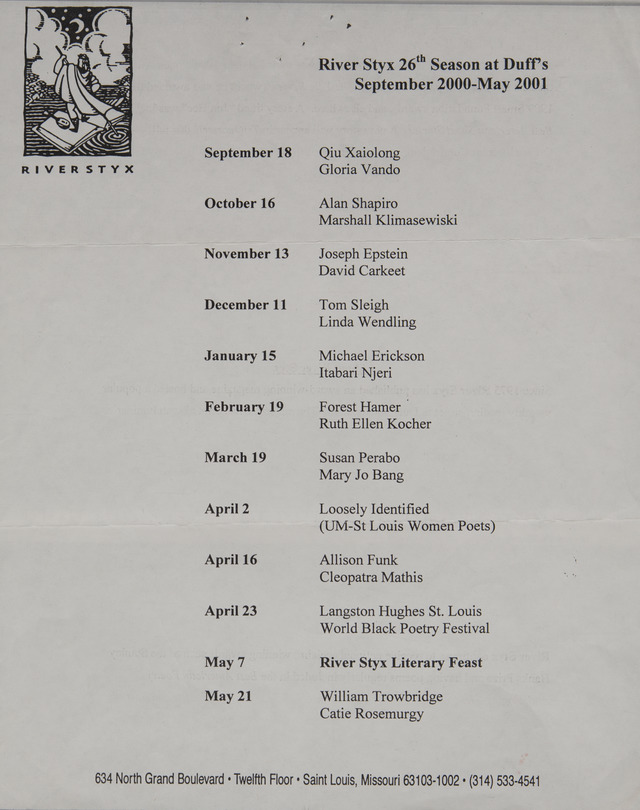 RIVER STYX
River Styx 26th Season at Duff's
September 2000-May 2001
September 18 Qiu Xaiolong
Gloria Vando
October 16 Alan Shapiro
Marshall Klimasewiski
November 13 Joseph Epstein
David Carkeet
December 11 Tom Sleigh
Linda Wendling
January 15 Michael Erickson
Itabari Njeri
February 19 Forest Hamer
Ruth Ellen Kocher
March 19 Susan Perabo
Mary Jo Bang
April 2 Loosely Identified
(UM-St Louis Women Poets)
April 16 Allison Funk
Cleopatra Mathis
April 23 Langston Hughes St. Louis
World Black Poetry Festival
May 7 River Styx Literary Feast
May 21 William Trowbridge
Catie Rosemurgy
634 North Grand Boulevard • Twelfth Floor • Saint Louis, Missouri 63103-1002 • (314) 533-4541